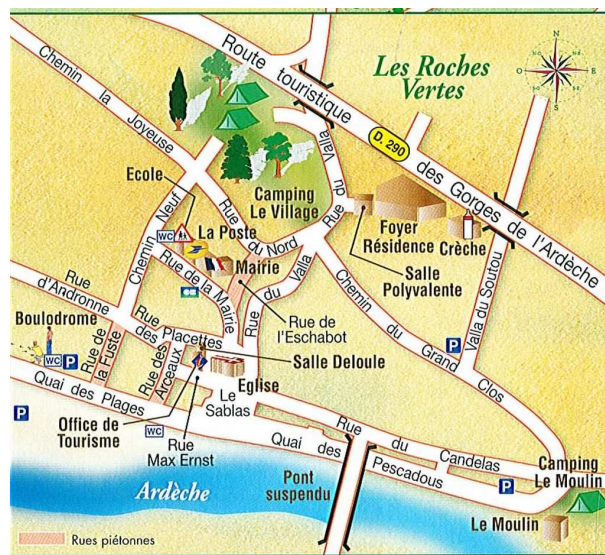 N
N.O
N.E
O
E
S.O
S.E
S
Les Roches
Vertes
Route touristique
D. 290
des Gorges de l'Ardèche
Chemin la Joyeuse
Rue du Valla
Camping
Le Village
Ecole
Chemin Neuf
WC
La Poste
Mairie
Rue du Nord
Foyer
Résidence
Crèche
Salle
Polyvalente
Rue de la Mairie
Rue du Valla
Rue de
l'Eschabot
Chemin du Grand Clos
Valla du Soutou
P
Rue d'Andronne
Rue des Placettes
Boulodrome
WC
P
Rue de la Fuste
Rue des Arceaux
Salle Deloule
Eglise
Le
Sablas
Quai des Plages
P
Office de
Tourisme
WC
Rue
Max Ernst
Rue du Candelas
Quai des Pescadous
P
Camping
Le Moulin
Pont
suspendu
Ardèche
Le Moulin
Rues piétonnes